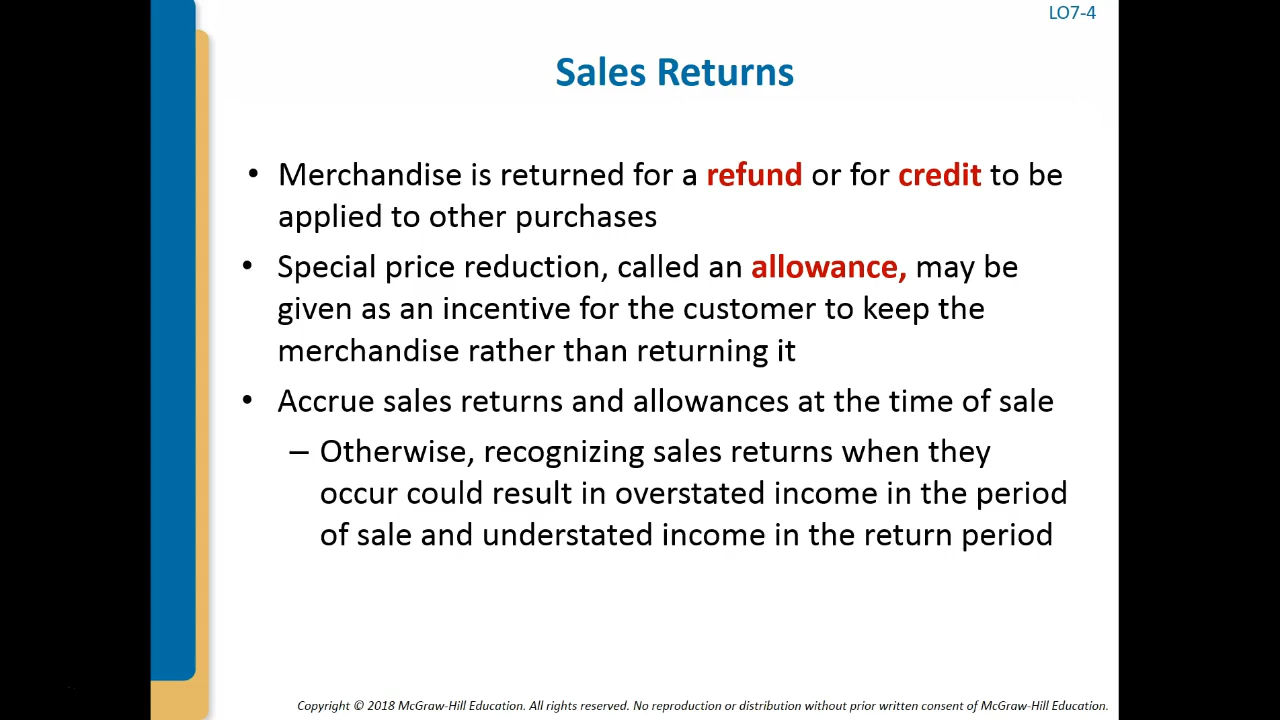 LO7-4
Sales Returns
• Merchandise is returned for a refund or for credit to be
applied to other purchases
• Special price reduction, called an allowance, may be
given as an incentive for the customer to keep the
merchandise rather than returning it
• Accrue sales returns and allowances at the time of sale
– Otherwise, recognizing sales returns when they
occur could result in overstated income in the period
of sale and understated income in the return period
Copyright © 2018 McGraw-Hill Education. All rights reserved. No reproduction or distribution without prior written consent of McGraw-Hill Education.